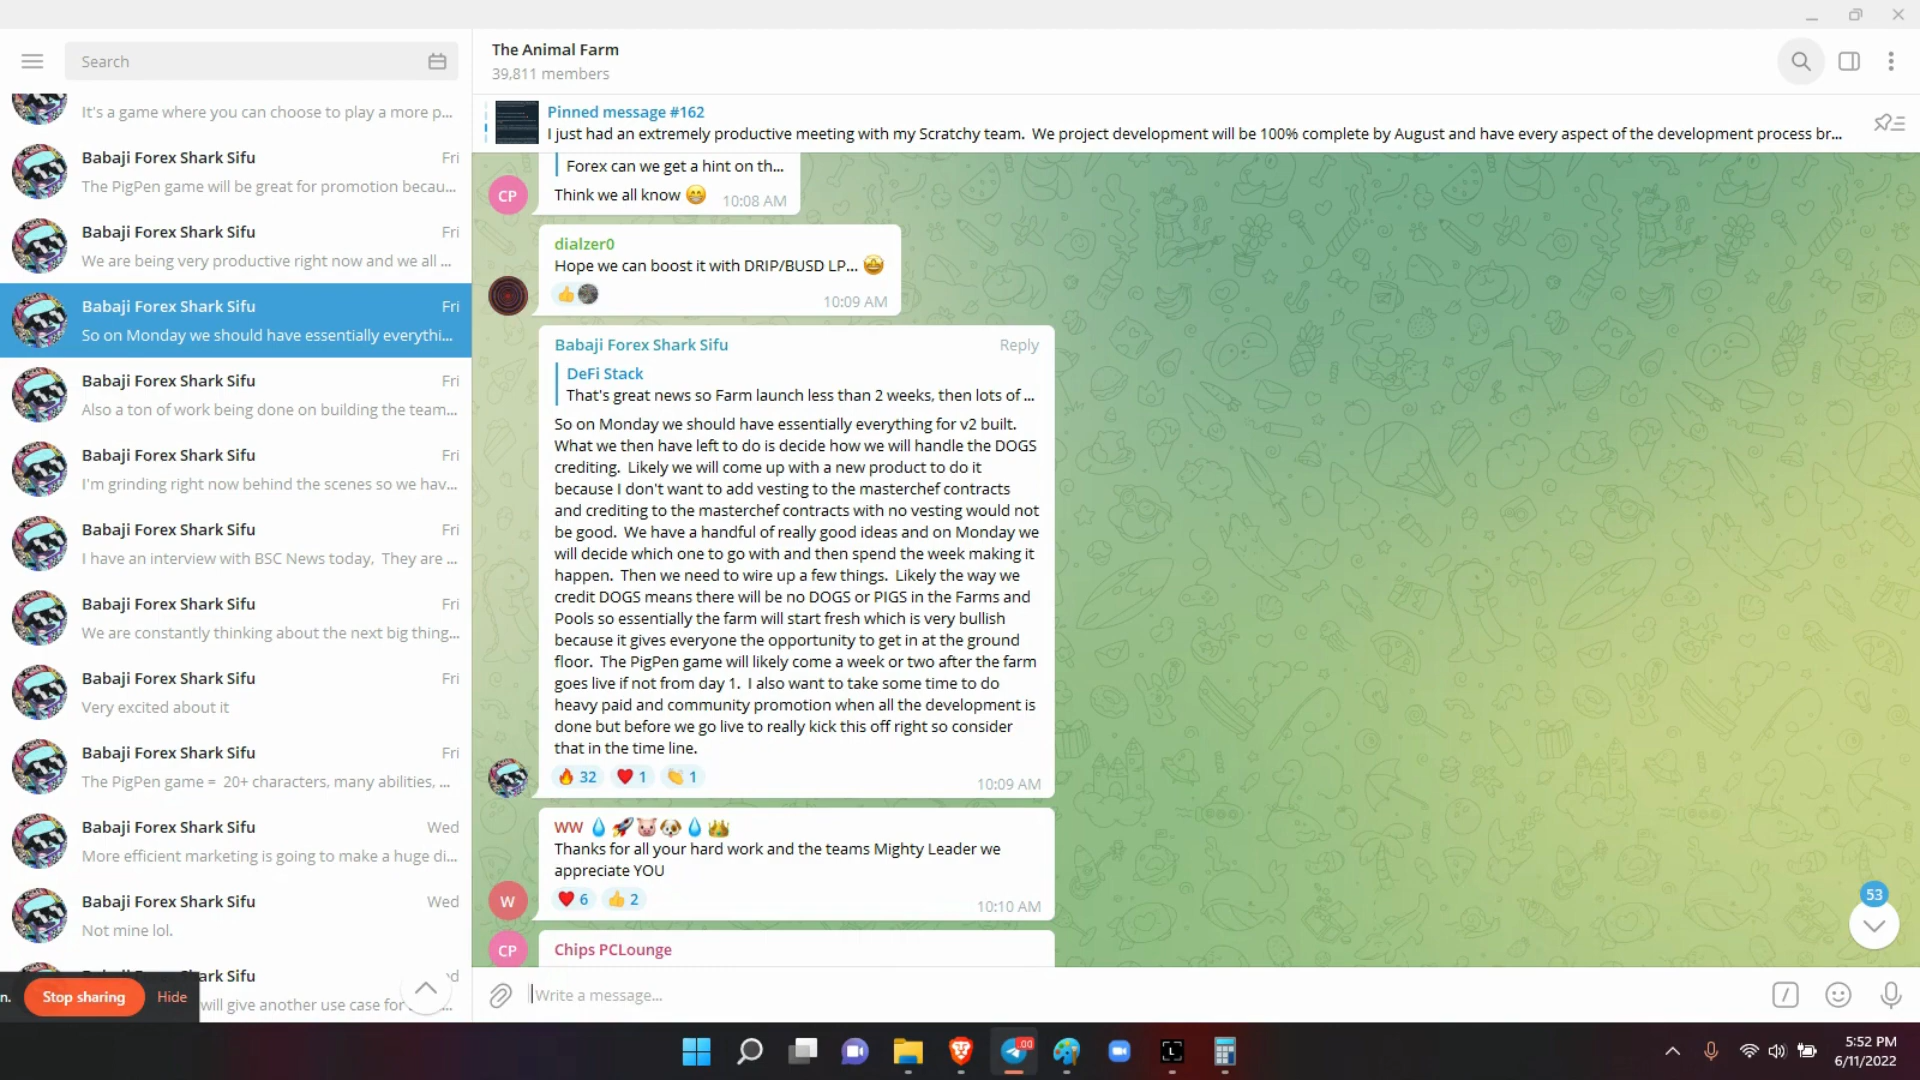 Search
It's a game where you can choose to play a more p...
Babaji Forex Shark Sifu Fri
The PigPen game will be great for promotion becau...
Babaji Forex Shark Sifu Fri
We are being very productive right now and we all ...
Babaji Forex Shark Sifu Fri
So on Monday we should have essentially everythi...
Babaji Forex Shark Sifu Fri
Also a ton of work being done on building the team...
Babaji Forex Shark Sifu Fri
I'm grinding right now behind the scenes so we hav...
Babaji Forex Shark Sifu Fri
I have an interview with BSC News today, They are ...
Babaji Forex Shark Sifu Fri
We are constantly thinking about the next big thing...
Babaji Forex Shark Sifu Fri
Very excited about it
Babaji Forex Shark Sifu Fri
The PigPen game = 20+ characters, many abilities, ...
Babaji Forex Shark Sifu Wed
More efficient marketing is going to make a huge di...
Babaji Forex Shark Sifu Wed
Not mine lol.
ark Sifu
will give another use case for
n. Stop sharing Hide
The Animal Farm
39,811 members
Pinned message #162
I just had an extremely productive meeting with my Scratchy team. We project development will be 100% complete by August and have every aspect of the development process br...
Forex can we get a hint on th...
CP
Think we all know 😁 10:08 AM
dialzer0
Hope we can boost it with DRIP/BUSD LP... 🤩
👍 10:09 AM
Babaji Forex Shark Sifu Reply
DeFi Stack
That's great news so Farm launch less than 2 weeks, then lots of ...
So on Monday we should have essentially everything for v2 built.
What we then have left to do is decide how we will handle the DOGS
crediting. Likely we will come up with a new product to do it
because I don't want to add vesting to the masterchef contracts
and crediting to the masterchef contracts with no vesting would not
be good. We have a handful of really good ideas and on Monday we
will decide which one to go with and then spend the week making it
happen. Then we need to wire up a few things. Likely the way we
credit DOGS means there will be no DOGS or PIGS in the Farms and
Pools so essentially the farm will start fresh which is very bullish
because it gives everyone the opportunity to get in at the ground
floor. The PigPen game will likely come a week or two after the farm
goes live if not from day 1. I also want to take some time to do
heavy paid and community promotion when all the development is
done but before we go live to really kick this off right so consider
that in the time line.
🔥 32 ❤️ 1 👏 1 10:09 AM
WW 💧🚀🐷🐶💧👑
Thanks for all your hard work and the teams Mighty Leader we
appreciate YOU
W
❤️ 6 👍 2 10:10 AM
CP
Chips PCLounge
53
Write a message...
5:52 PM
6/11/2022